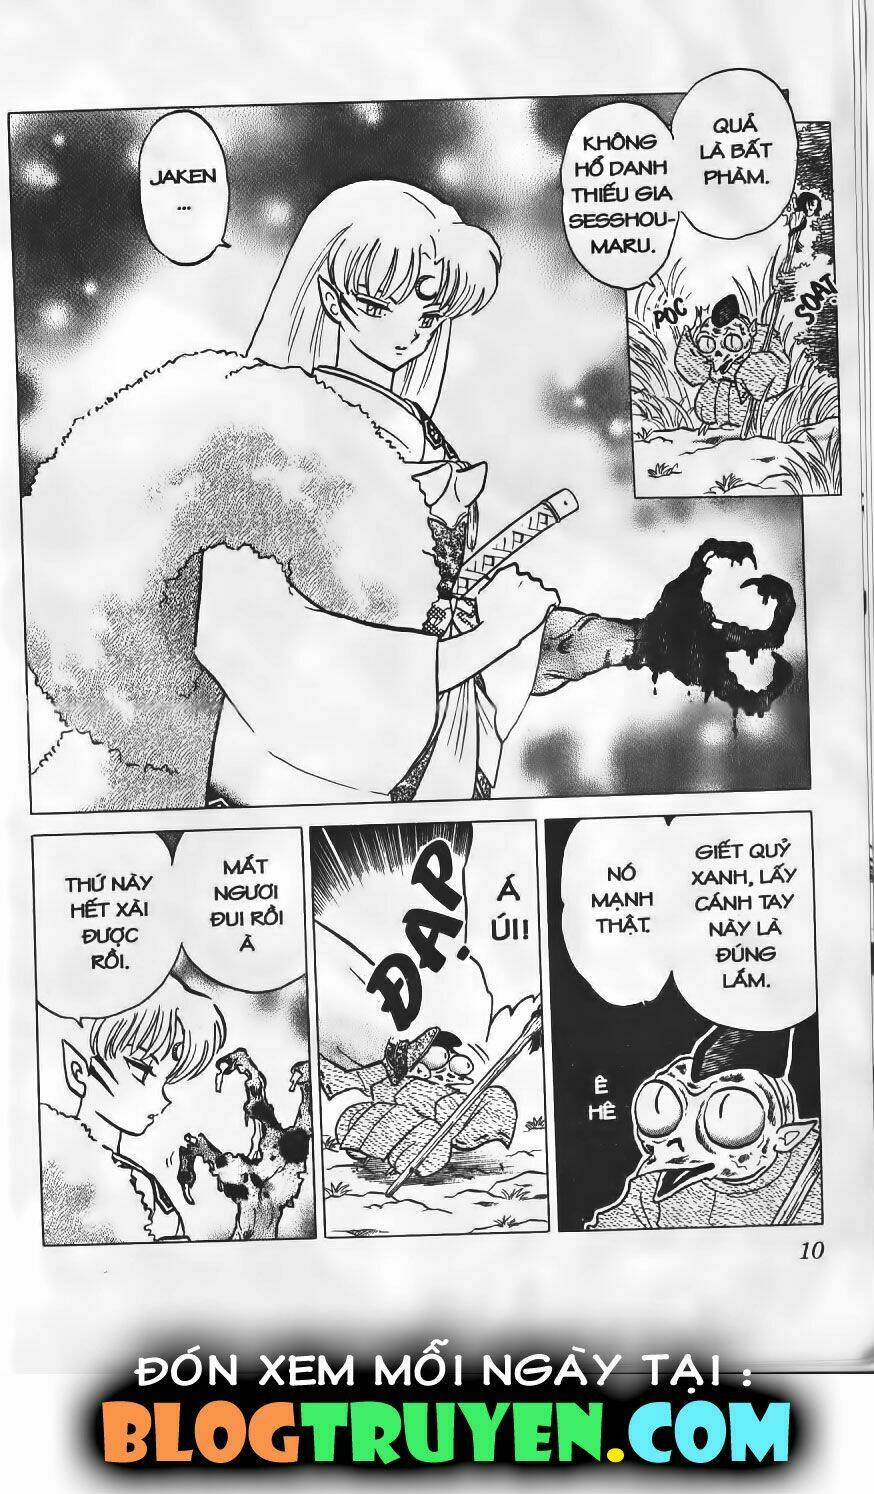 QUẢ
LÀ BẤT
PHÀM.
KHÔNG
HỔ DANH
THIẾU GIA
SESSHOU-
MARU.
PÓC
SOẠT
JAKEN
...
GIẾT QUỶ
XANH, LẤY
CÁNH TAY
NÀY LÀ
ĐÚNG
LẮM.
NÓ
MẠNH
THẬT.
Ê
HÊ
Á
ÚI!
ĐẠP
MẮT
NGƯƠI
ĐUI RỒI
À
THỨ NÀY
HẾT XÀI
ĐƯỢC
RỒI.
10
ĐÓN XEM MỖI NGÀY TẠI :
BLOGTRUYEN.COM